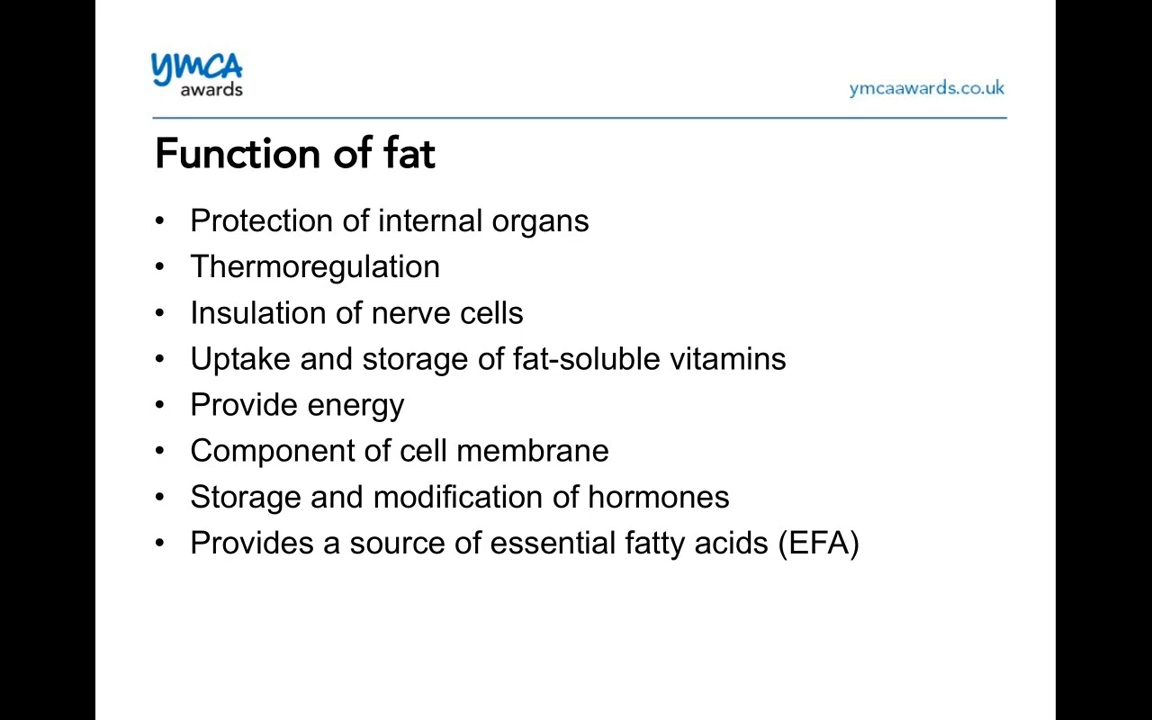 ymca
awards
ymcaawards.co.uk
Function of fat
• Protection of internal organs
• Thermoregulation
• Insulation of nerve cells
• Uptake and storage of fat-soluble vitamins
• Provide energy
• Component of cell membrane
• Storage and modification of hormones
• Provides a source of essential fatty acids (EFA)